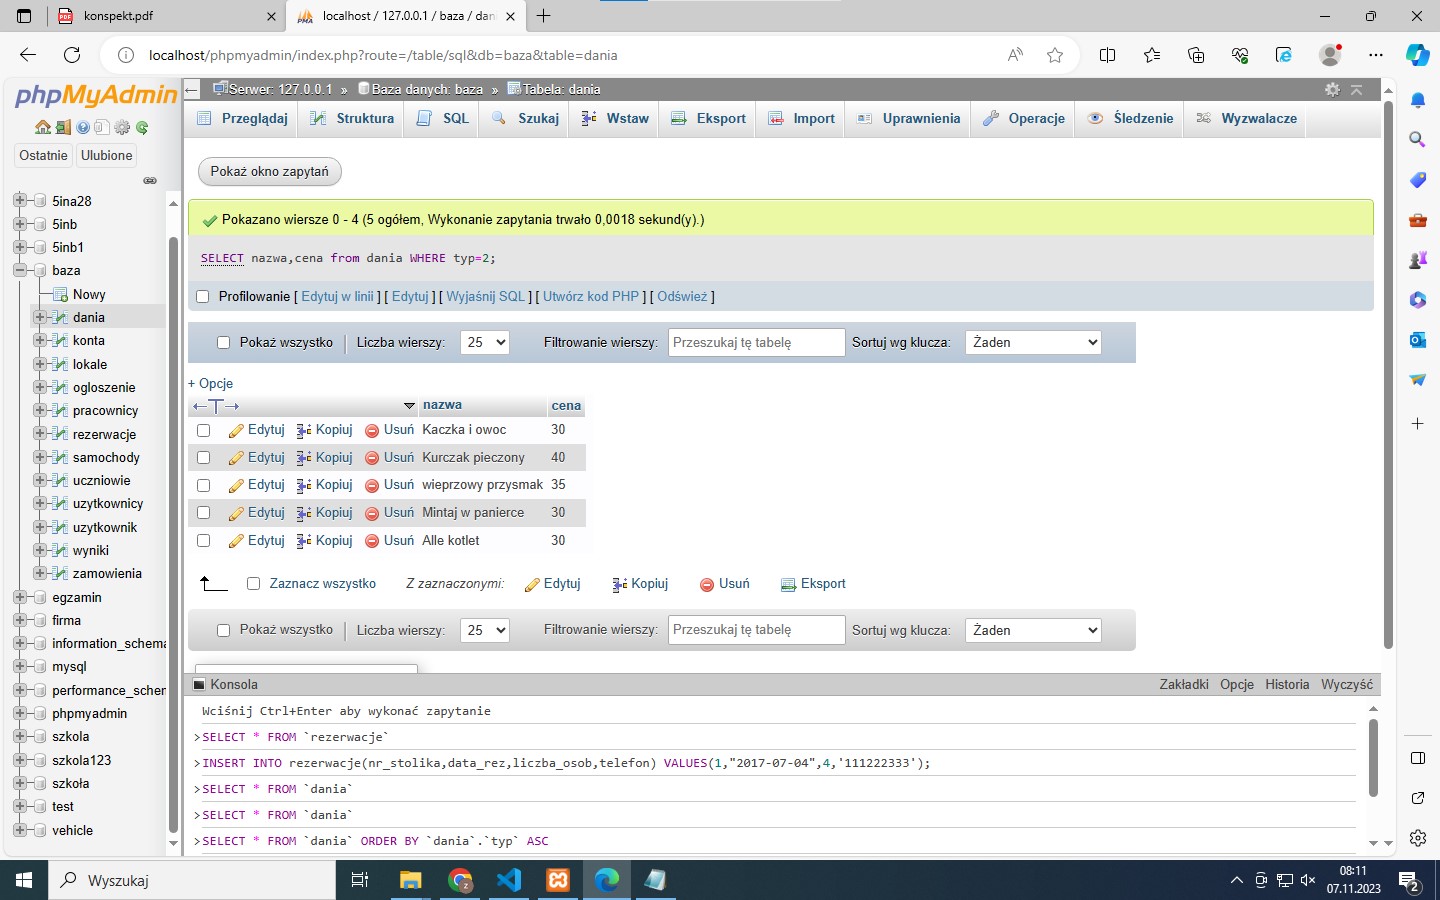 konspekt.pdf
localhost / 127.0.0.1 / baza / dan
localhost/phpmyadmin/index.php?route=/table/sql&db=baza&table=dania
phpMyAdmin
Ostatnie
Ulubione
5ina28
5inb
5inb1
baza
Nowy
dania
konta
lokale
ogloszenie
pracownicy
rezerwacje
samochody
uczniowie
uzytkownicy
uzytkownik
wyniki
zamowienia
egzamin
firma
information_schema
mysql
performance_schem
phpmyadmin
szkola
szkola123
szkoła
test
vehicle
Serwer: 127.0.0.1 » Baza danych: baza » Tabela: dania
Przeglądaj Struktura SQL Szukaj Wstaw Eksport Import Uprawnienia Operacje Śledzenie Wyzwalacze
Pokaż okno zapytań
Pokazano wiersze 0 - 4 (5 ogółem, Wykonanie zapytania trwało 0,0018 sekund(y).)
SELECT nazwa,cena from dania WHERE typ=2;
Profilowanie [ Edytuj w linii ] [ Edytuj ] [ Wyjaśnij SQL ] [ Utwórz kod PHP ] [ Odśwież ]
Pokaż wszystko | Liczba wierszy: 25 Filtrowanie wierszy: Przeszukaj tę tabelę Sortuj wg klucza: Żaden
+ Opcje
←T→ nazwa cena
Edytuj Kopiuj Usuń Kaczka i owoc 30
Edytuj Kopiuj Usuń Kurczak pieczony 40
Edytuj Kopiuj Usuń wieprzowy przysmak 35
Edytuj Kopiuj Usuń Mintaj w panierce 30
Edytuj Kopiuj Usuń Alle kotlet 30
Zaznacz wszystko Z zaznaczonymi: Edytuj Kopiuj Usuń Eksport
Pokaż wszystko | Liczba wierszy: 25 Filtrowanie wierszy: Przeszukaj tę tabelę Sortuj wg klucza: Żaden
Konsola Zakładki Opcje Historia Wyczyść
Wciśnij Ctrl+Enter aby wykonać zapytanie
>SELECT * FROM `rezerwacje`
>INSERT INTO rezerwacje(nr_stolika,data_rez,liczba_osob,telefon) VALUES(1,"2017-07-04",4,'111222333');
>SELECT * FROM `dania`
>SELECT * FROM `dania`
>SELECT * FROM `dania` ORDER BY `dania`.`typ` ASC
Wyszukaj
08:11
07.11.2023
2